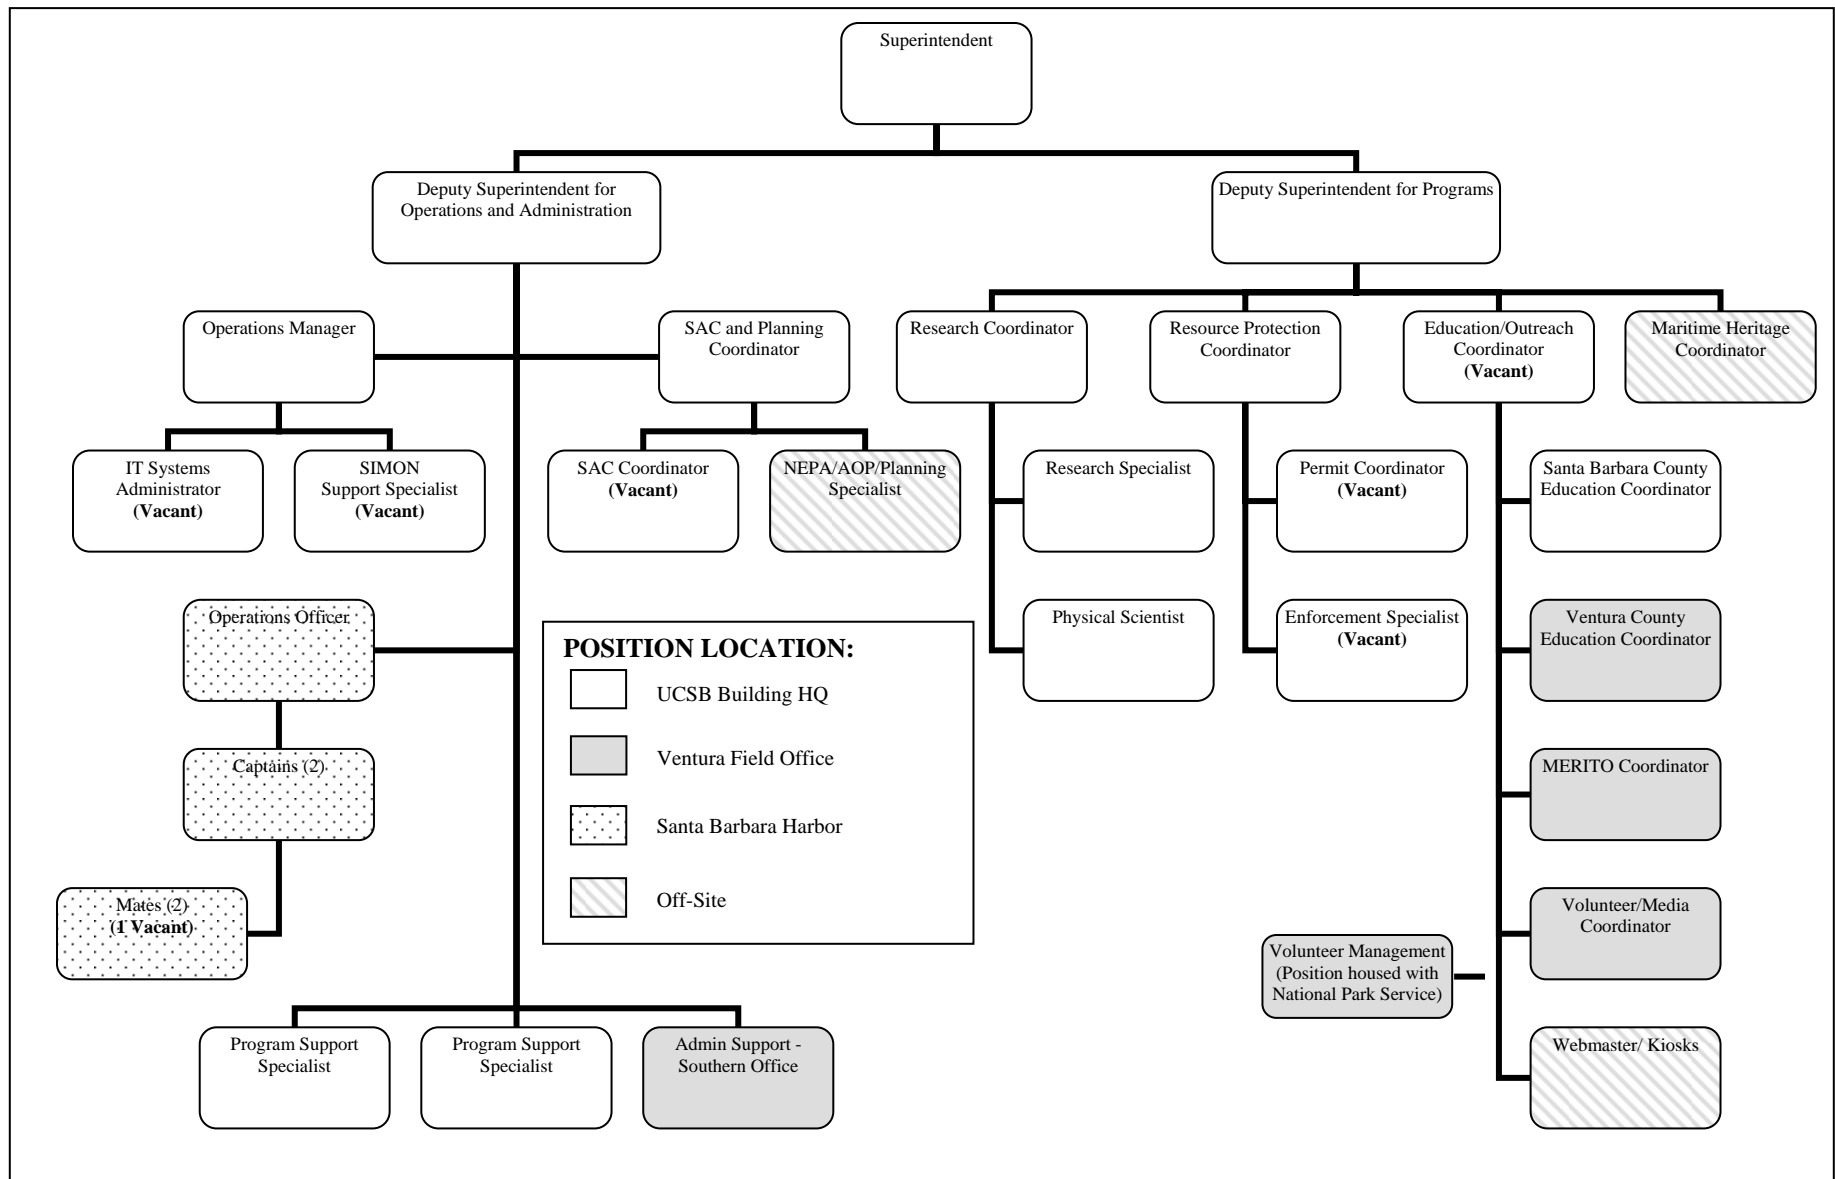 Superintendent
Deputy Superintendent for
Operations and Administration
Deputy Superintendent for Programs
Operations Manager
SAC and Planning
Coordinator
Research Coordinator
Resource Protection
Coordinator
Education/Outreach
Coordinator
(Vacant)
Maritime Heritage
Coordinator
IT Systems
Administrator
(Vacant)
SIMON
Support Specialist
(Vacant)
SAC Coordinator
(Vacant)
NEPA/AOP/Planning
Specialist
Research Specialist
Permit Coordinator
(Vacant)
Santa Barbara County
Education Coordinator
Operations Officer
Physical Scientist
Enforcement Specialist
(Vacant)
Ventura County
Education Coordinator
POSITION LOCATION:
UCSB Building HQ
Ventura Field Office
Santa Barbara Harbor
Off-Site
Captains (2)
MERITO Coordinator
Mates (2)
(1 Vacant)
Volunteer/Media
Coordinator
Volunteer Management
(Position housed with
National Park Service)
Program Support
Specialist
Program Support
Specialist
Admin Support -
Southern Office
Webmaster/ Kiosks